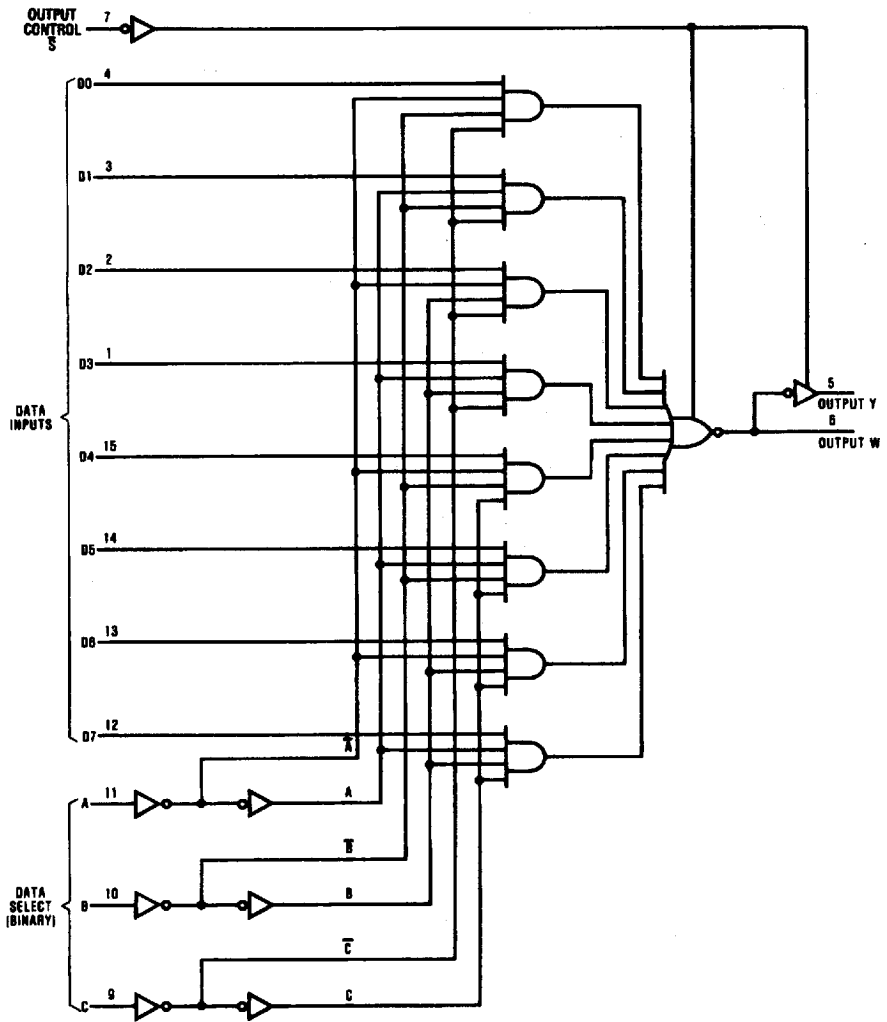 OUTPUT
CONTROL
S̅
7
D0 4
D1 3
D2 2
D3 1
DATA
INPUTS
D4 15
D5 14
D6 13
D7 12
5
OUTPUT Y
6
OUTPUT W
A̅
A 11
A
B̅
DATA
SELECT
(BINARY)
B 10
B
C̅
C 9
C